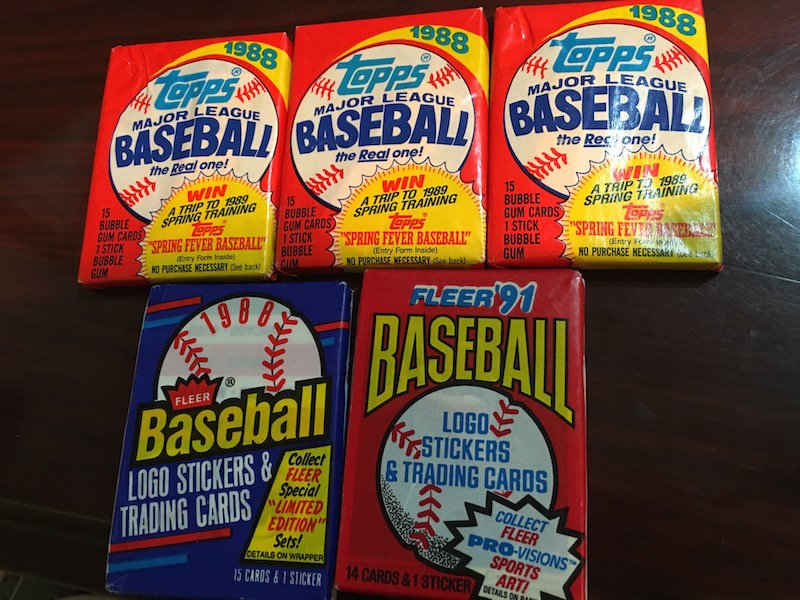 1988
Topps®
MAJOR LEAGUE
BASEBALL
the Real one!
WIN
A TRIP TO 1989
SPRING TRAINING
Topps®
"SPRING FEVER BASEBALL"
(Entry Form Inside)
NO PURCHASE NECESSARY (See back)
15
BUBBLE
GUM CARDS
1 STICK
BUBBLE
GUM
1988
Topps®
MAJOR LEAGUE
BASEBALL
the Real one!
WIN
A TRIP TO 1989
SPRING TRAINING
Topps®
"SPRING FEVER BASEBALL"
(Entry Form Inside)
NO PURCHASE NECESSARY (See back)
15
BUBBLE
GUM CARDS
1 STICK
BUBBLE
GUM
1988
Topps®
MAJOR LEAGUE
BASEBALL
the Real one!
WIN
A TRIP TO 1989
SPRING TRAINING
Topps
"SPRING FEVER BASEBALL"
(Entry Form Inside)
NO PURCHASE NECESSARY
15
BUBBLE
GUM CARDS
1 STICK
BUBBLE
GUM
1988
FLEER ®
Baseball
LOGO STICKERS &
TRADING CARDS
Collect
FLEER
Special
"LIMITED
EDITION"
Sets!
DETAILS ON WRAPPER
15 CARDS & 1 STICKER
FLEER '91
BASEBALL
LOGO
STICKERS
& TRADING CARDS
COLLECT
FLEER
PRO-VISIONS™
SPORTS
ART!
DETAILS ON
14 CARDS & 1 STICKER